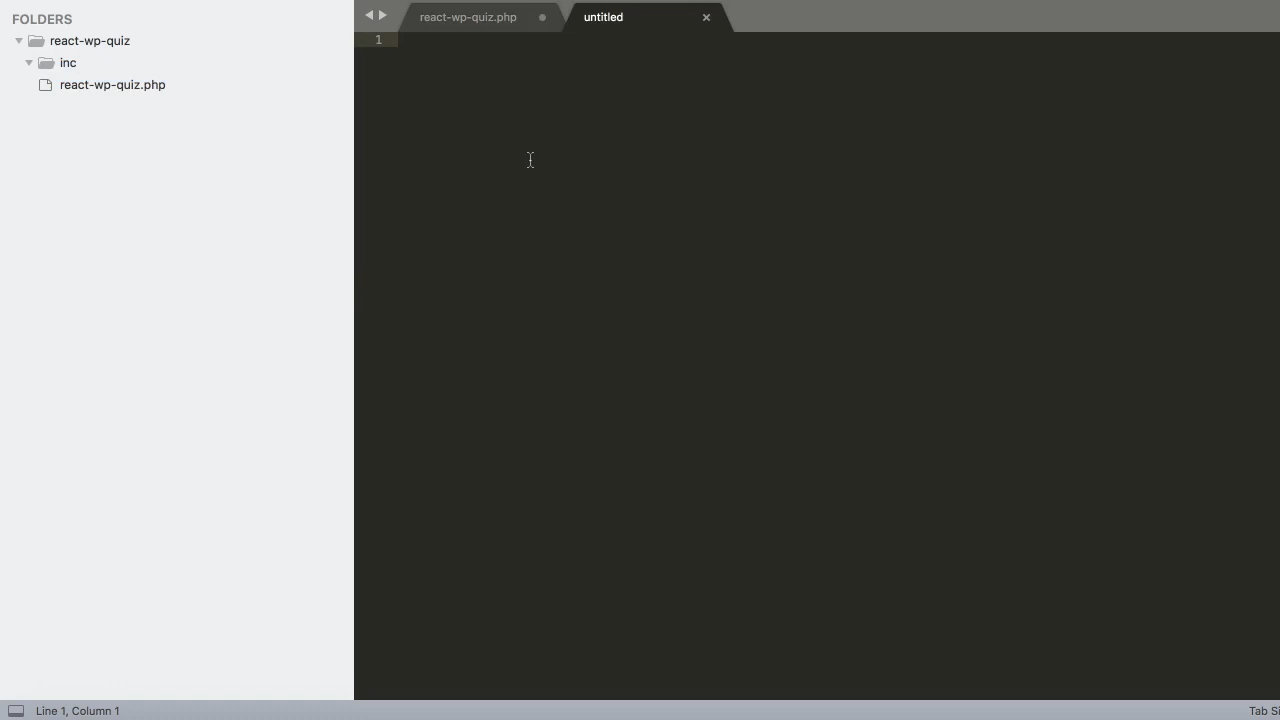 FOLDERS
react-wp-quiz
inc
react-wp-quiz.php
react-wp-quiz.php
untitled
1
Line 1, Column 1
Tab Si